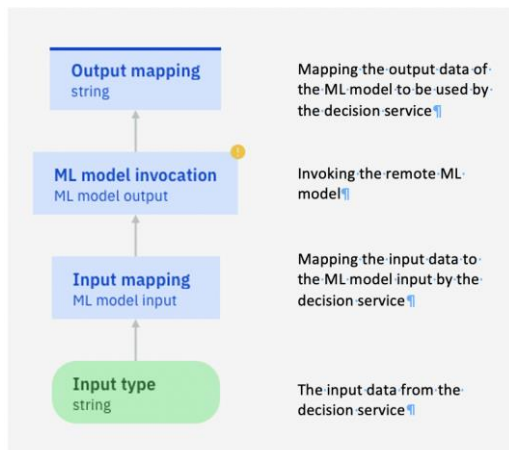 Output mapping
string
Mapping the output data of
the ML model to be used by
the decision service¶
ML model invocation
ML model output
!
Invoking the remote ML
model¶
Input mapping
ML model input
Mapping the input data to
the ML model input by the
decision service¶
Input type
string
The input data from the
decision service¶